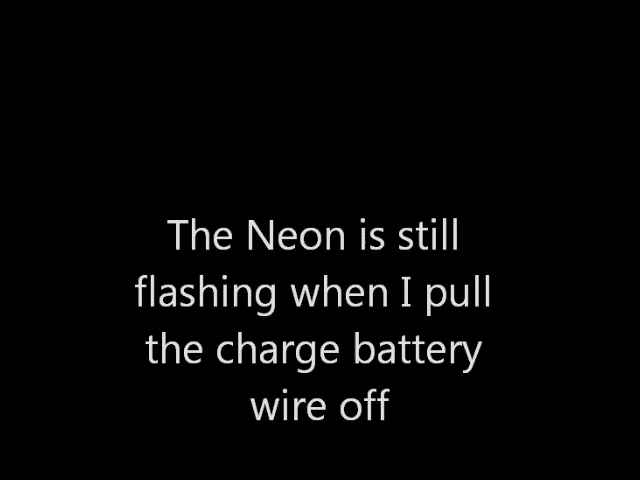 The Neon is still
flashing when I pull
the charge battery
wire off